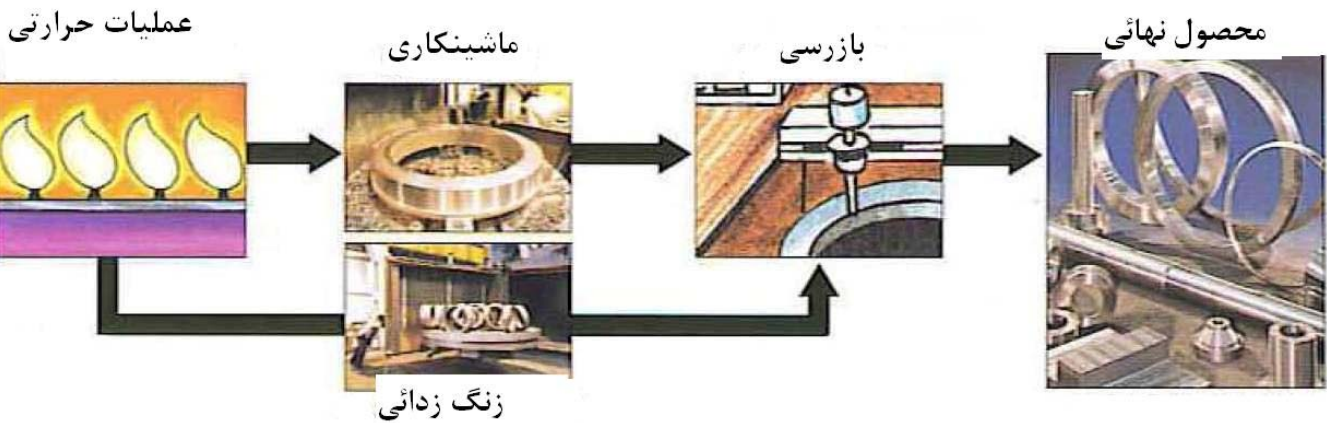 عملیات حرارتی
ماشینکاری
بازرسی
محصول نهائی
زنگ زدائی